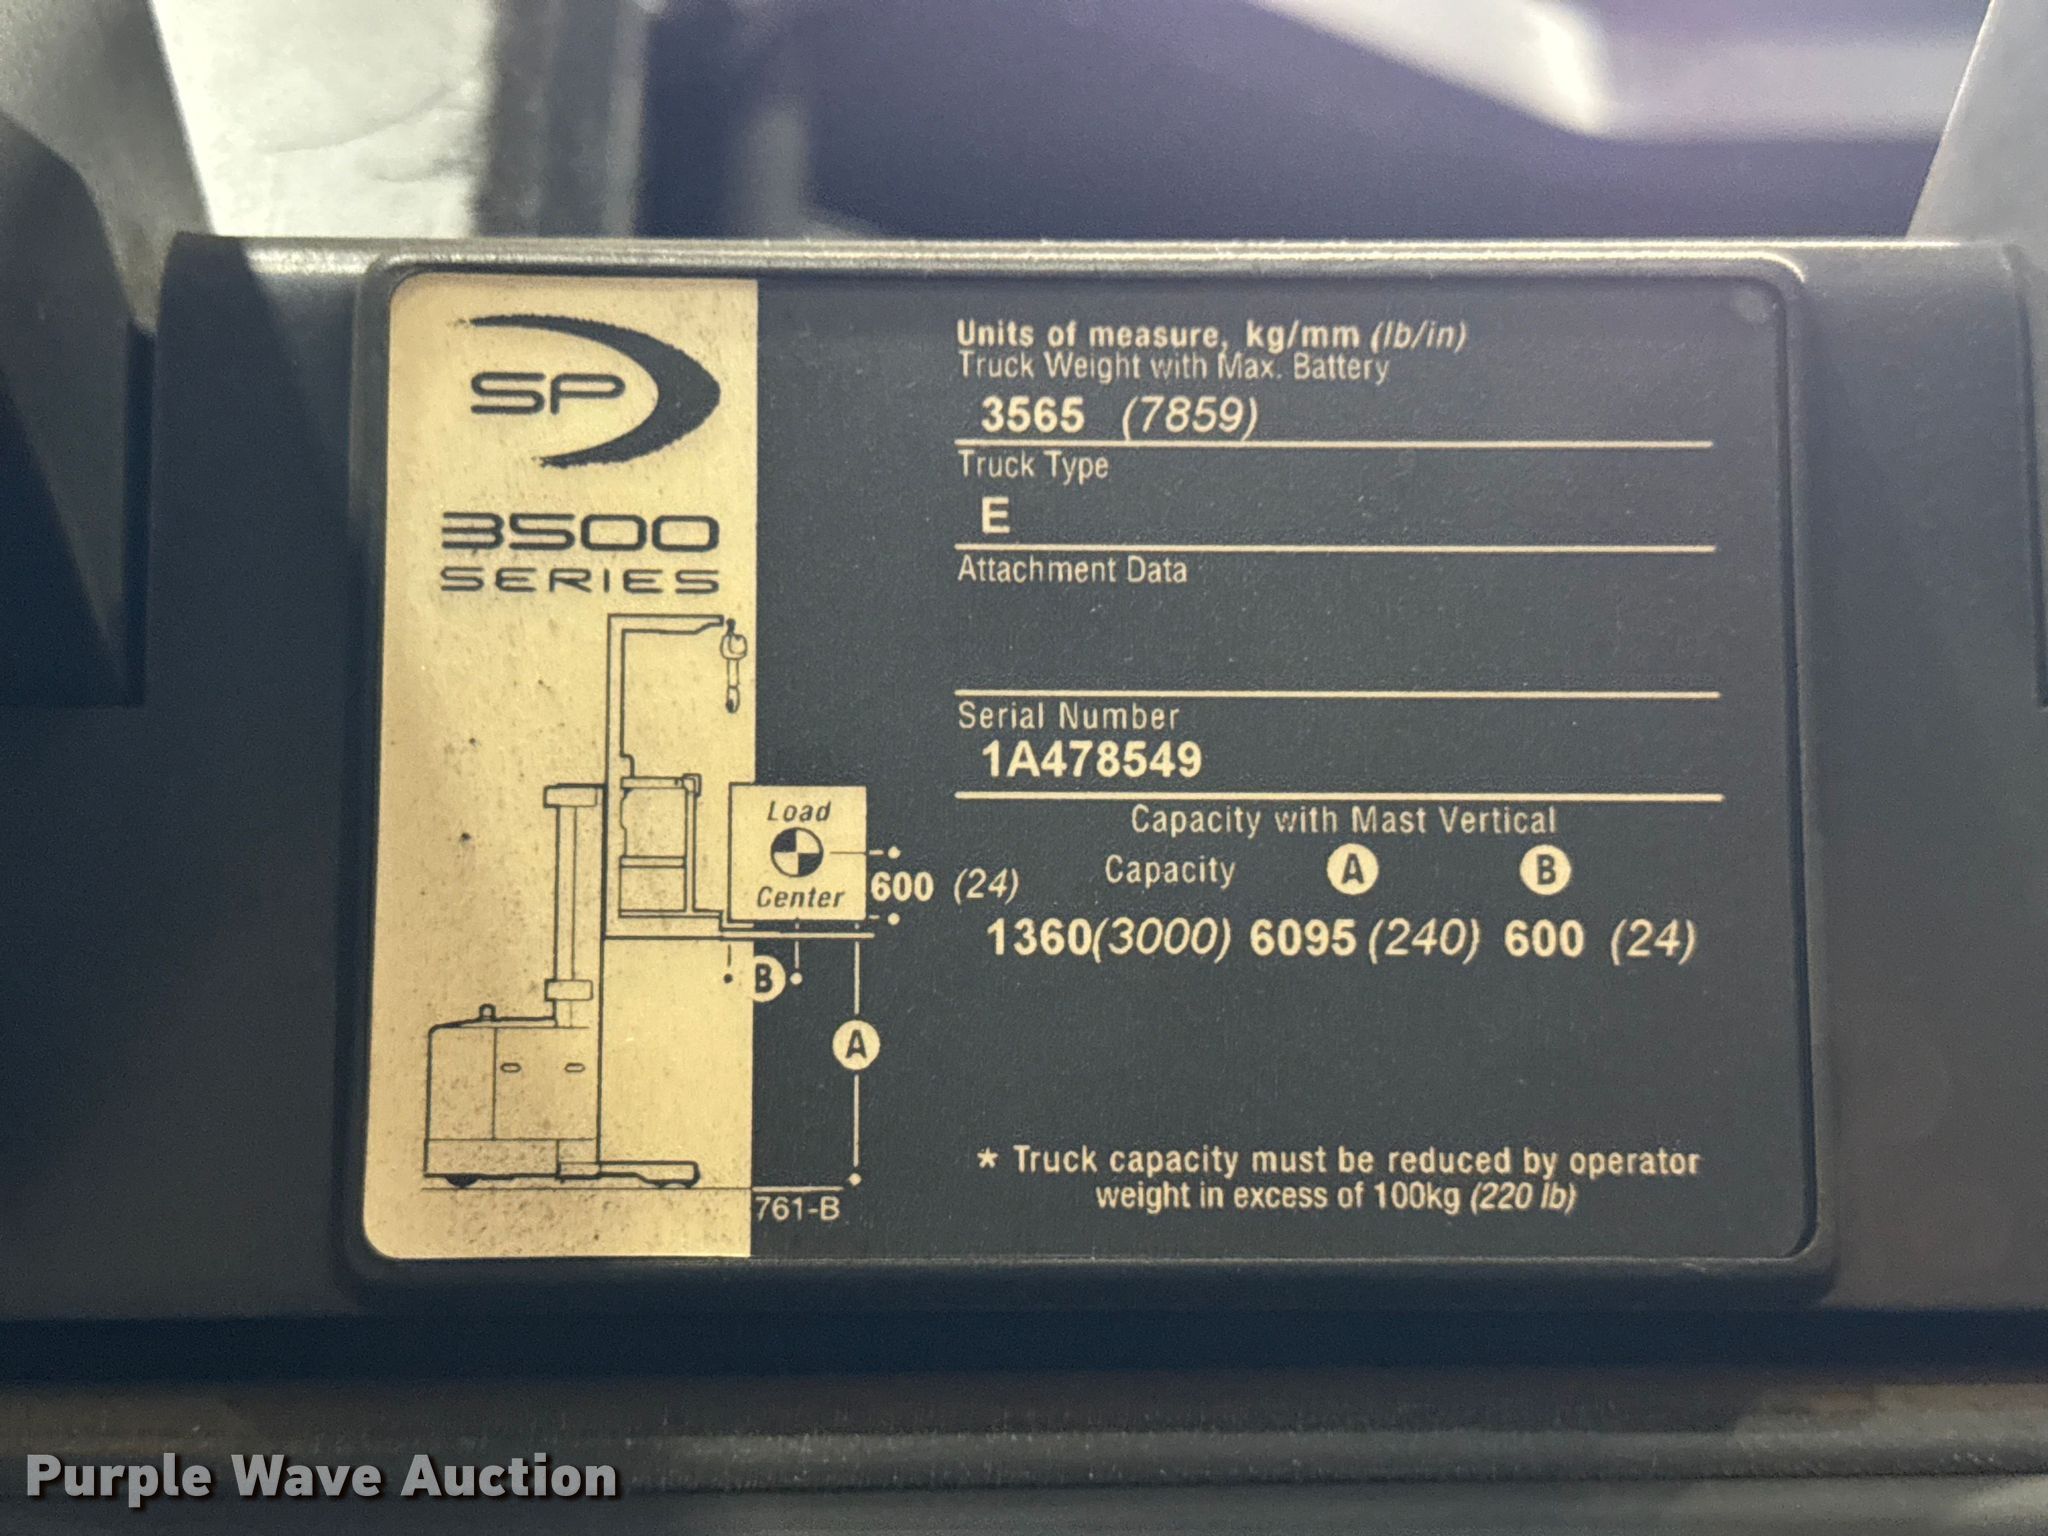 SP
3500
SERIES
Load
Center
600 (24)
B
A
761-B
Units of measure, kg/mm (lb/in)
Truck Weight with Max. Battery
3565 (7859)
Truck Type
E
Attachment Data
Serial Number
1A478549
Capacity with Mast Vertical
Capacity A B
1360(3000) 6095 (240) 600 (24)
* Truck capacity must be reduced by operator
weight in excess of 100kg (220 lb)
Purple Wave Auction